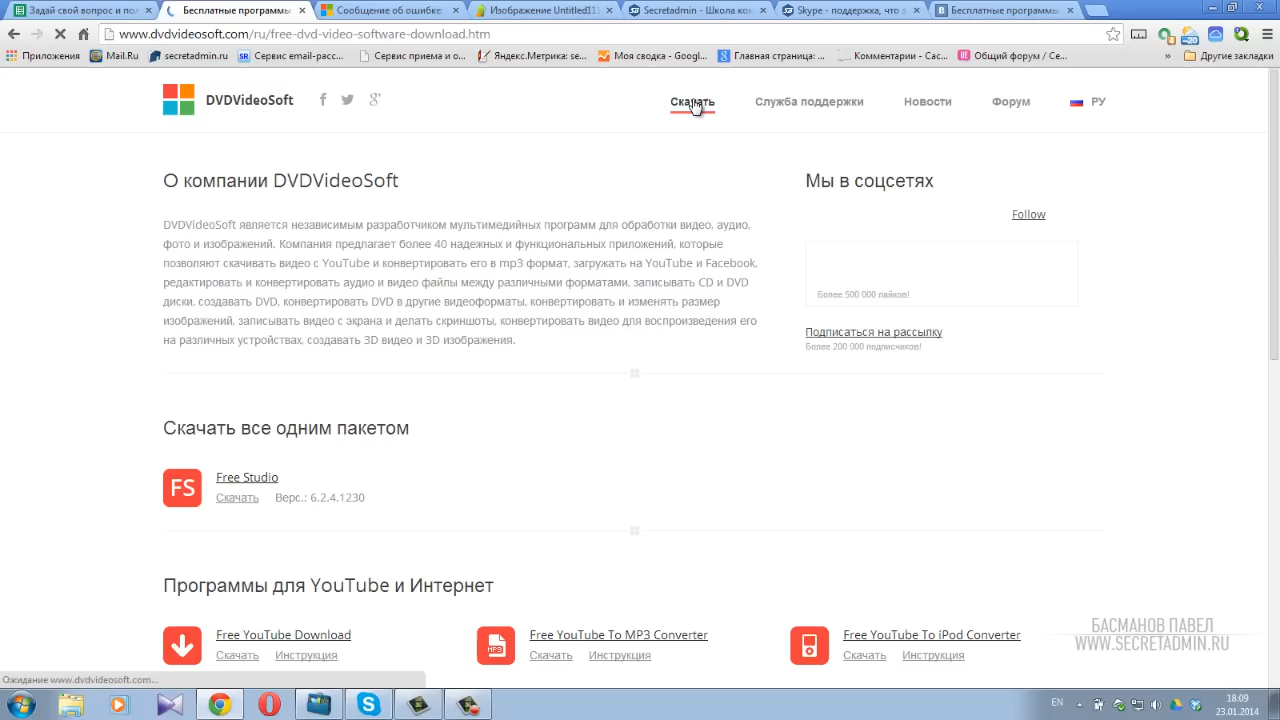 Задай свой вопрос и пол
Бесплатные программы
Сообщение об ошибке.
Изображение Untitled11
Secretadmin - Школа ко
Skype - поддержка, что з
Бесплатные программы
www.dvdvideosoft.com/ru/free-dvd-video-software-download.htm
Приложения
Mail.Ru
secretadmin.ru
Сервис email-расс...
Сервис приема и о...
Яндекс.Метрика: se...
Моя сводка - Googl...
Главная страница: ...
Комментарии - Cac...
Общий форум / Се...
»
Другие закладки
DVDVideoSoft
Скачать
Служба поддержки
Новости
Форум
РУ
О компании DVDVideoSoft
DVDVideoSoft является независимым разработчиком мультимедийных программ для обработки видео, аудио,
фото и изображений. Компания предлагает более 40 надежных и функциональных приложений, которые
позволяют скачивать видео с YouTube и конвертировать его в mp3 формат, загружать на YouTube и Facebook,
редактировать и конвертировать аудио и видео файлы между различными форматами, записывать CD и DVD
диски, создавать DVD, конвертировать DVD в другие видеоформаты, конвертировать и изменять размер
изображений, записывать видео с экрана и делать скриншоты, конвертировать видео для воспроизведения его
на различных устройствах, создавать 3D видео и 3D изображения.
Мы в соцсетях
Follow
Более 500 000 лайков!
Подписаться на рассылку
Более 200 000 подписчиков!
Скачать все одним пакетом
FS
Free Studio
Скачать
Верс.: 6.2.4.1230
Программы для YouTube и Интернет
Free YouTube Download
Скачать
Инструкция
MP3
Free YouTube To MP3 Converter
Скачать
Инструкция
Free YouTube To iPod Converter
Скачать
Инструкция
БАСМАНОВ ПАВЕЛ
WWW.SECRETADMIN.RU
Ожидание www.dvdvideosoft.com...
EN
18:09
23.01.2014